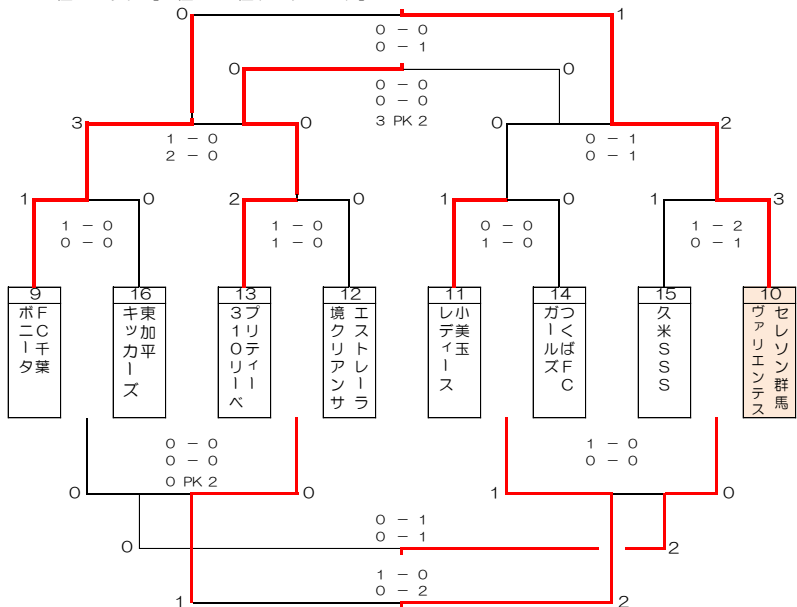 0 1
0 - 0
0 - 1
0 0
0 - 0
0 - 0
3 PK 2
3 0 0 2
1 - 0
2 - 0
0 - 1
0 - 1
1 0 2 0 1 0 1 3
1 - 0
0 - 0
1 - 0
1 - 0
0 - 0
1 - 0
1 - 2
0 - 1
9
FC千葉
ボニータ
16
東加平
キッカーズ
13
プリティー
310リーベ
12
エストレーラ
境クリアンサ
11
小美玉
レディース
14
つくばFC
ガールズ
15
久米SSS
10
セレソン群馬
ヴァリエンテス
0 - 0
0 - 0
0 PK 2
1 - 0
0 - 0
0 0 1 0
0 - 1
0 - 1
0 2
1 - 0
0 - 2
1 2